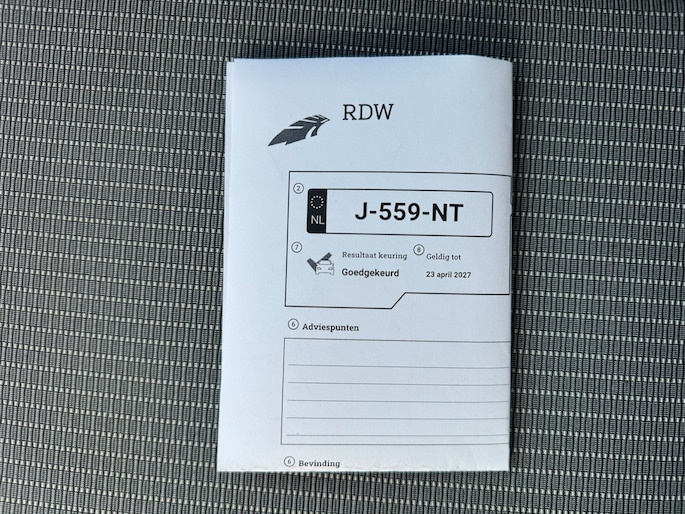 RDW
2
NL
J-559-NT
7
Resultaat keuring
Goedgekeurd
8
Geldig tot
23 april 2027
6 Adviespunten
6 Bevinding